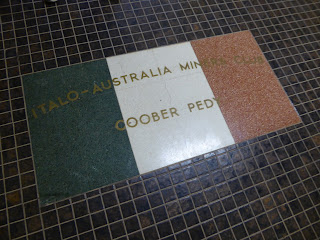 ITALO-AUSTRALIA MINERS CLUB
COOBER PEDY